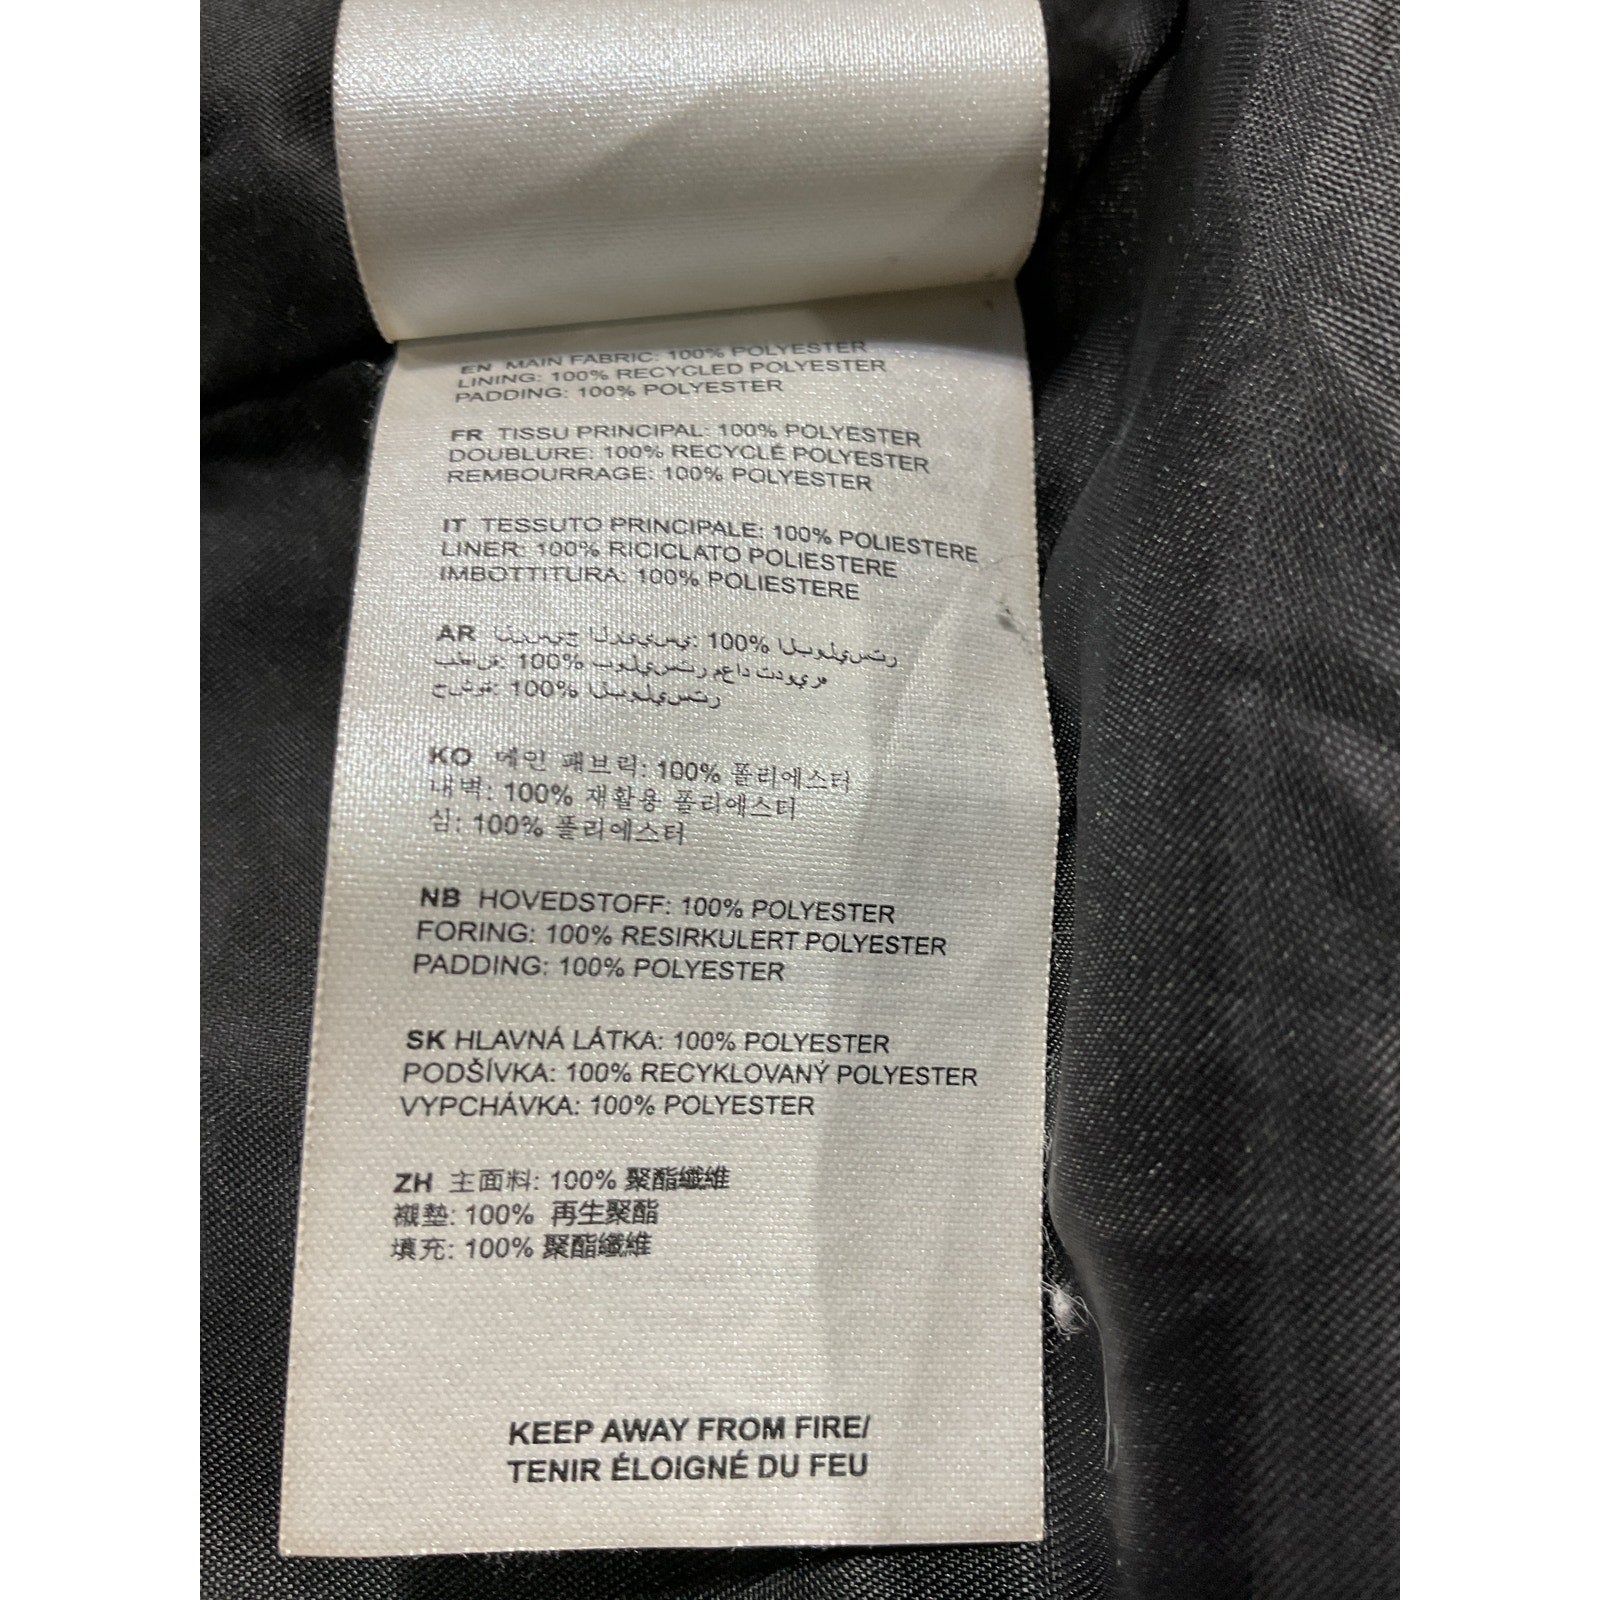 EN MAIN FABRIC: 100% POLYESTER
LINING: 100% RECYCLED POLYESTER
PADDING: 100% POLYESTER
FR TISSU PRINCIPAL: 100% POLYESTER
DOUBLURE: 100% RECYCLÉ POLYESTER
REMBOURRAGE: 100% POLYESTER
IT TESSUTO PRINCIPALE: 100% POLIESTERE
LINER: 100% RICICLATO POLIESTERE
IMBOTTITURA: 100% POLIESTERE
AR 100% البوليستر
100% بوليستر معاد تدويره
100% البوليستر
KO 메인 패브릭: 100% 폴리에스터
내벽: 100% 재활용 폴리에스터
심: 100% 폴리에스터
NB HOVEDSTOFF: 100% POLYESTER
FORING: 100% RESIRKULERT POLYESTER
PADDING: 100% POLYESTER
SK HLAVNÁ LÁTKA: 100% POLYESTER
PODŠÍVKA: 100% RECYKLOVANÝ POLYESTER
VYPCHÁVKA: 100% POLYESTER
ZH 主面料: 100% 聚酯纖維
襯墊: 100% 再生聚酯
填充: 100% 聚酯纖維
KEEP AWAY FROM FIRE/
TENIR ÉLOIGNÉ DU FEU